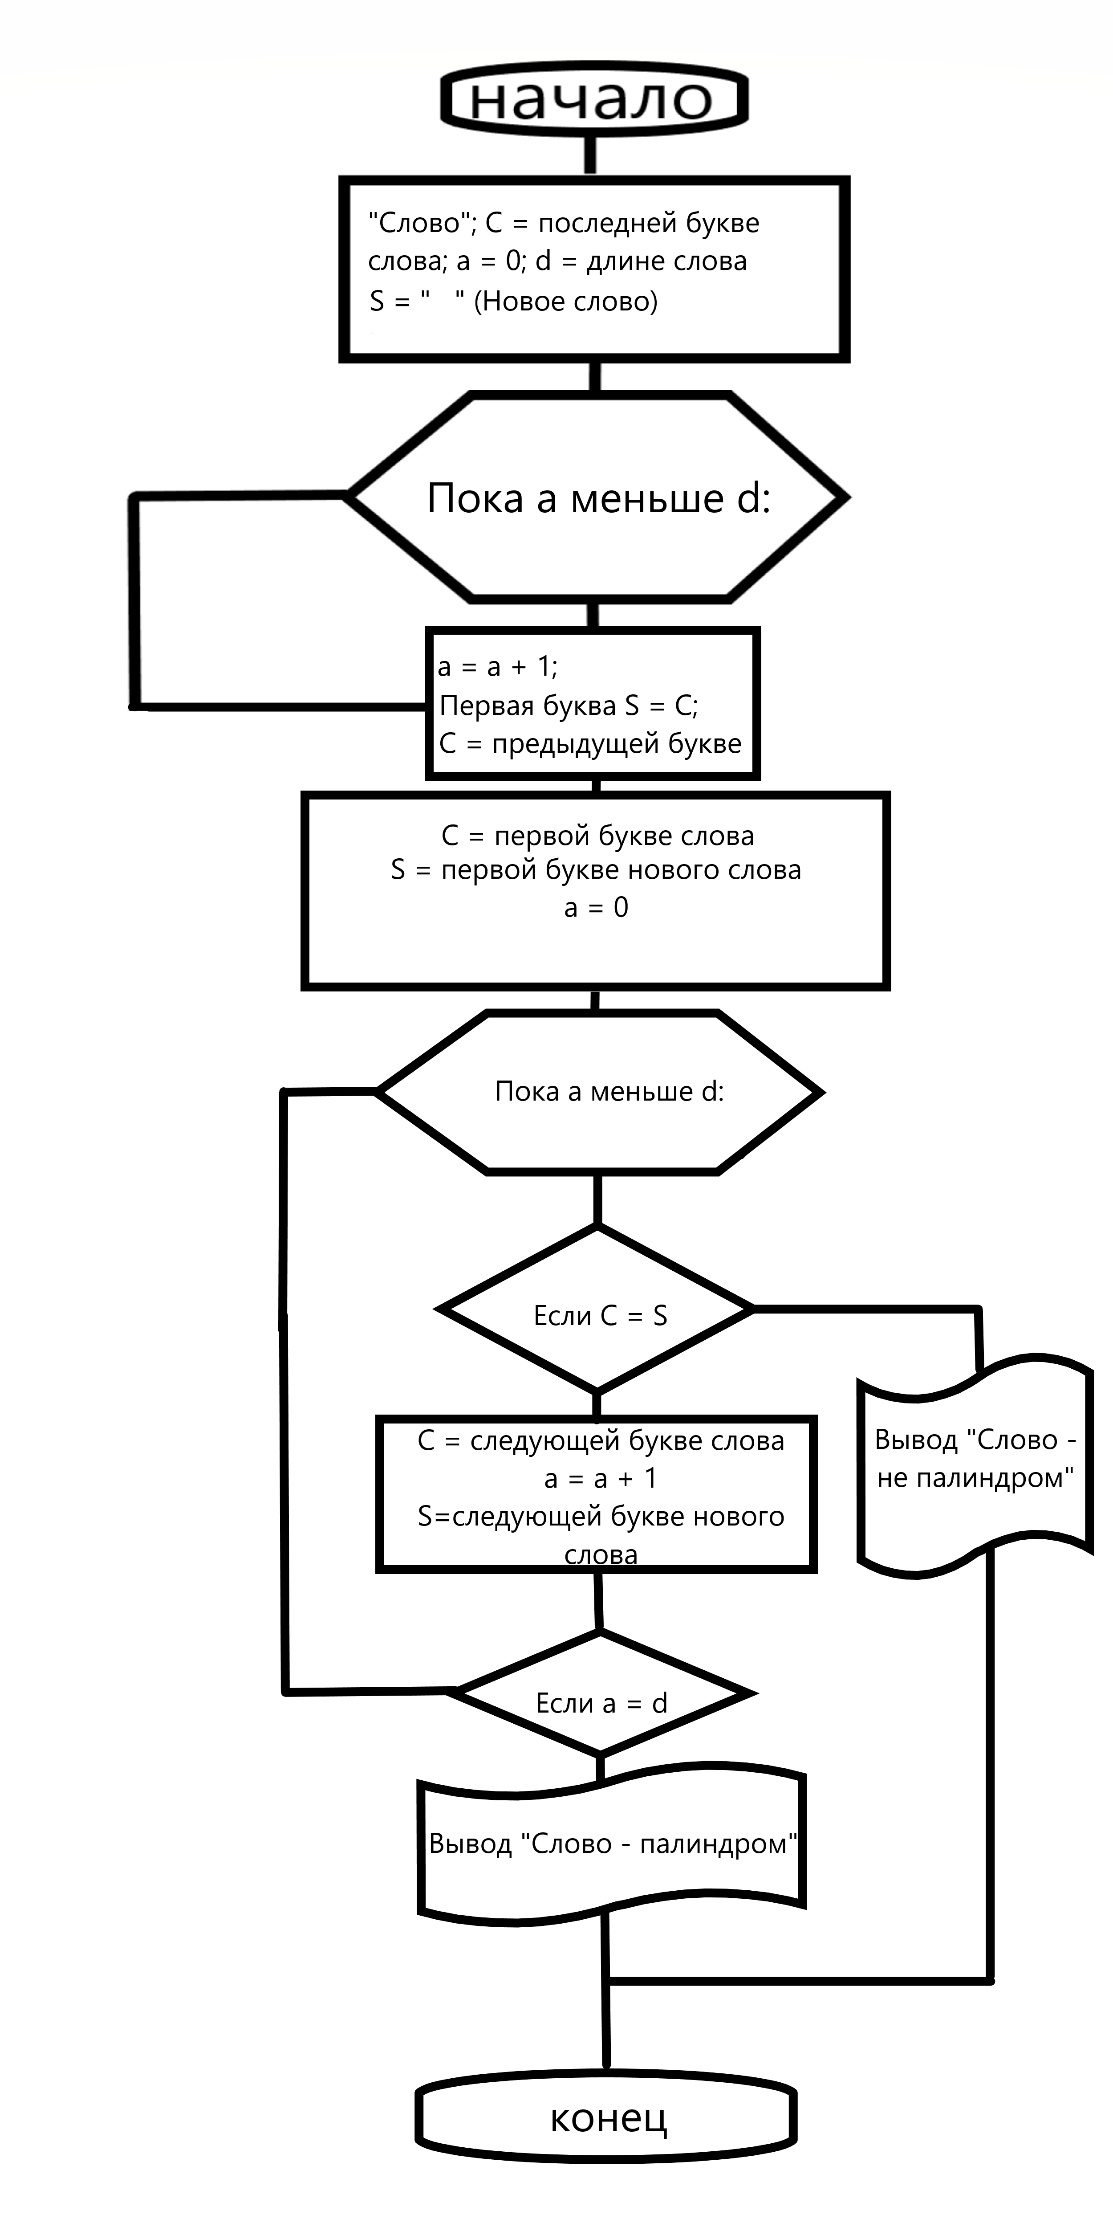 начало
"Слово"; С = последней букве
слова; а = 0; d = длине слова
S = "   " (Новое слово)
Пока а меньше d:
а = а + 1;
Первая буква S = С;
С = предыдущей букве
С = первой букве слова
S = первой букве нового слова
а = 0
Пока а меньше d:
Если С = S
С = следующей букве слова
а = а + 1
S=следующей букве нового
слова
Вывод "Слово -
не палиндром"
Если а = d
Вывод "Слово - палиндром"
конец